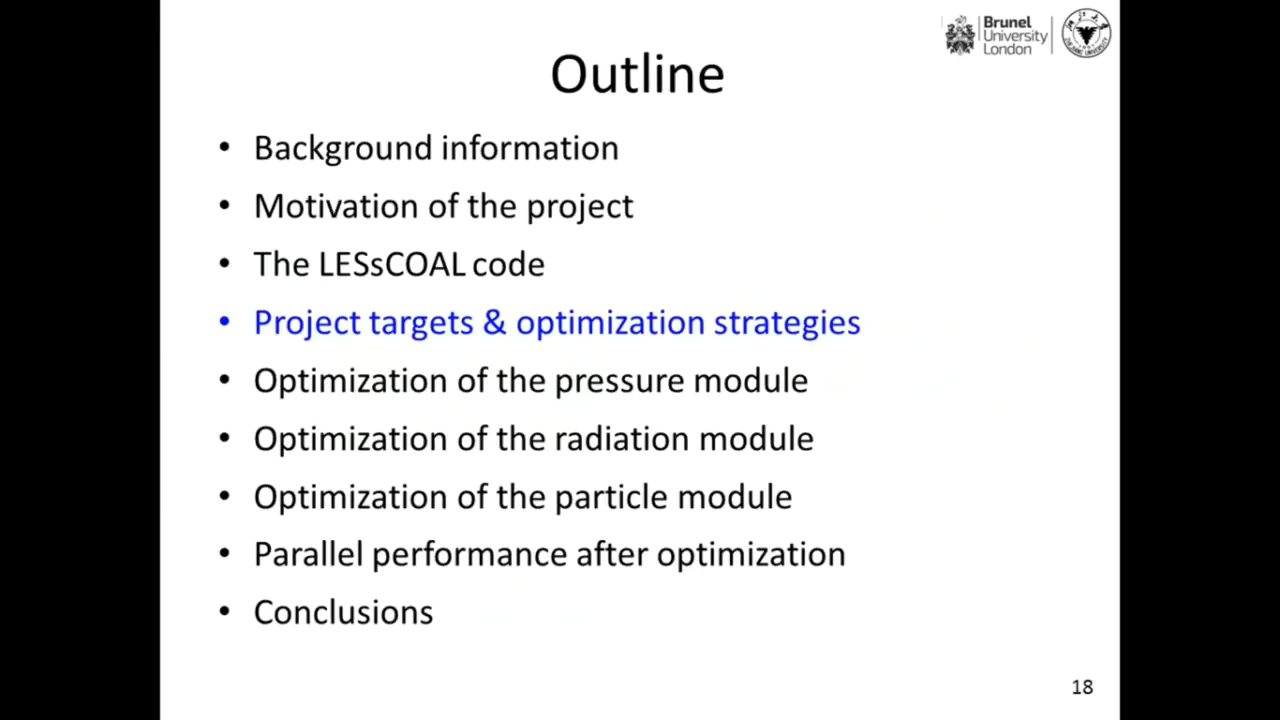 Brunel
University
London
Outline
• Background information
• Motivation of the project
• The LESsCOAL code
• Project targets & optimization strategies
• Optimization of the pressure module
• Optimization of the radiation module
• Optimization of the particle module
• Parallel performance after optimization
• Conclusions
18